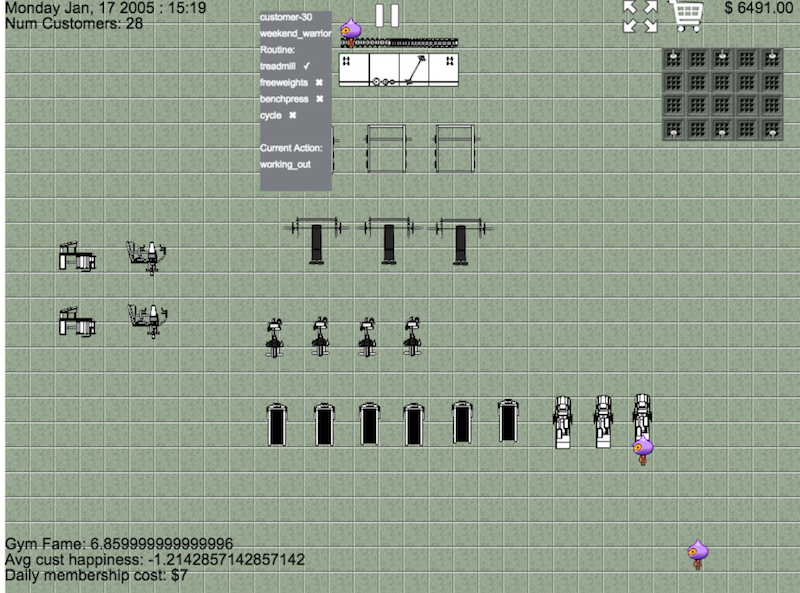 Monday Jan, 17 2005 : 15:19
Num Customers: 28
$ 6491.00
customer-30
weekend_warrior
Routine:
treadmill ✓
freeweights ✖
benchpress ✖
cycle ✖
Current Action:
working_out
Gym Fame: 6.859999999999996
Avg cust happiness: -1.2142857142857142
Daily membership cost: $7